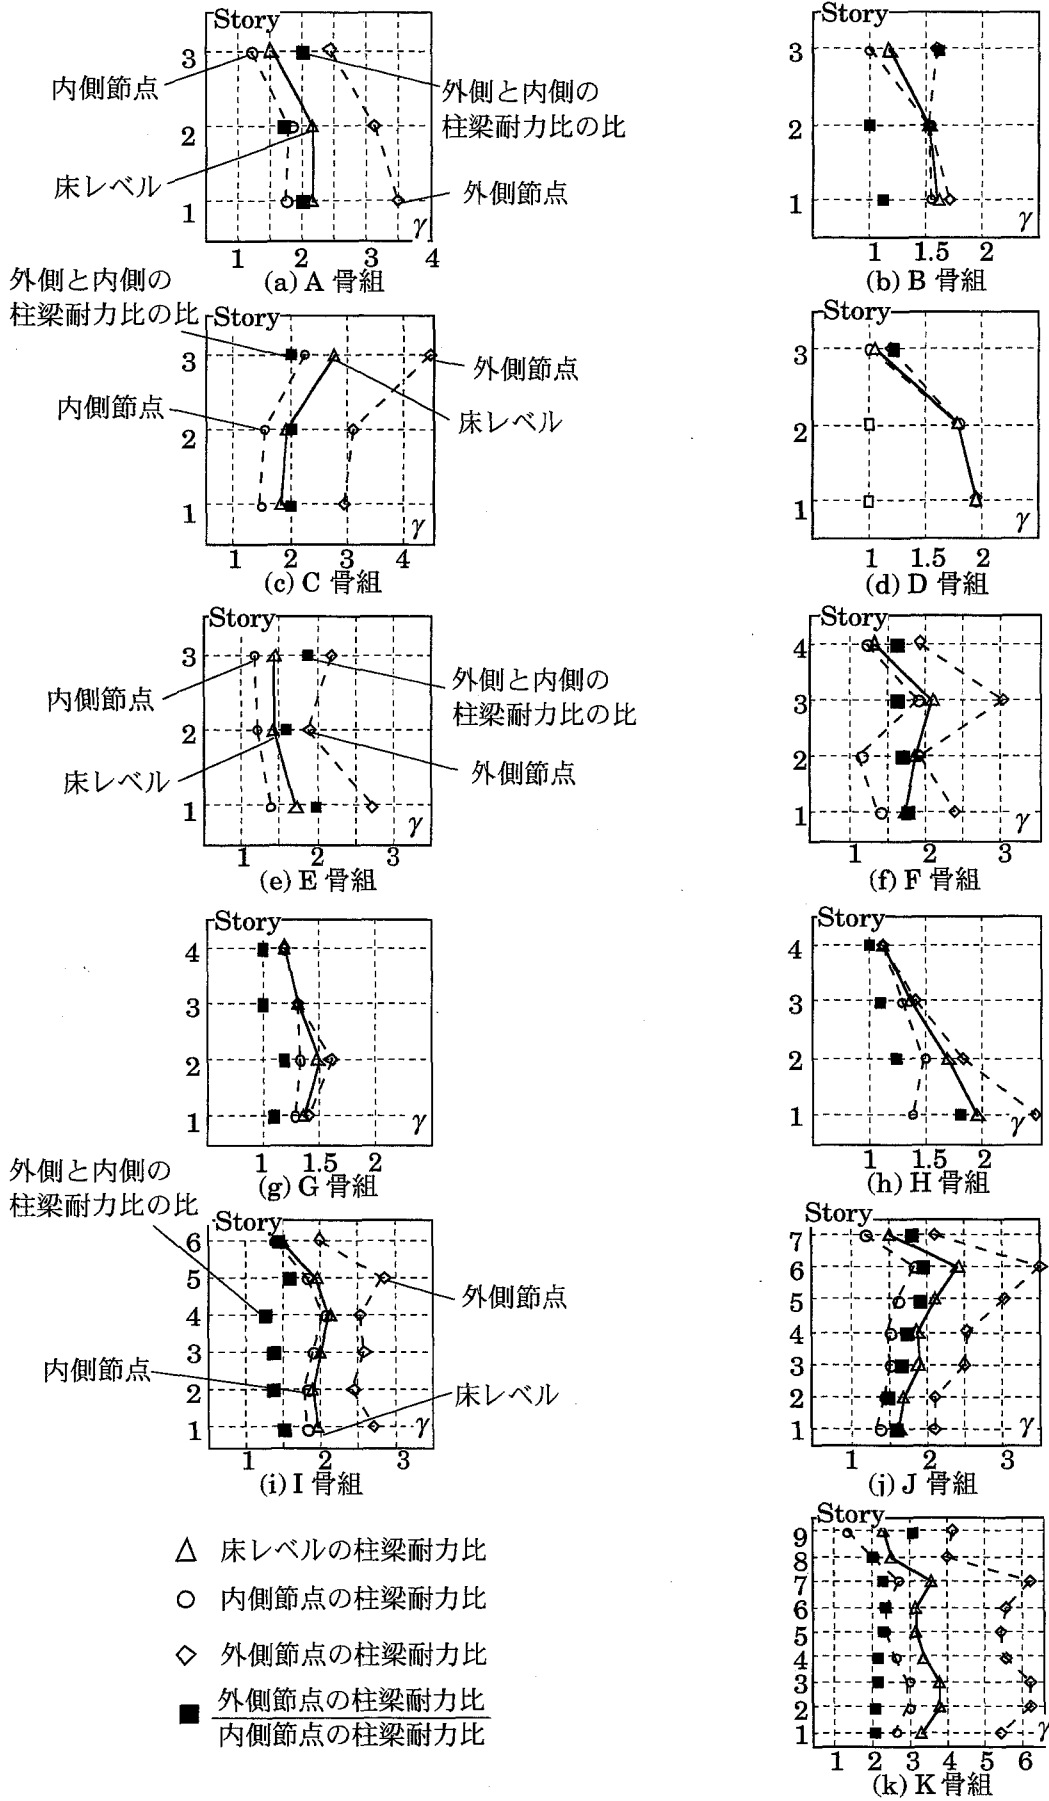 Story
3
2
1
内側節点
床レベル
外側と内側の
柱梁耐力比の比
外側節点
γ
1 2 3 4
(a) A 骨組
Story
3
2
1
γ
1 1.5 2
(b) B 骨組
外側と内側の
柱梁耐力比の比
Story
3
2
1
内側節点
外側節点
床レベル
γ
1 2 3 4
(c) C 骨組
Story
3
2
1
γ
1 1.5 2
(d) D 骨組
Story
3
2
1
内側節点
床レベル
外側と内側の
柱梁耐力比の比
外側節点
γ
1 2 3
(e) E 骨組
Story
4
3
2
1
γ
1 2 3
(f) F 骨組
Story
4
3
2
1
γ
1 1.5 2
(g) G 骨組
Story
4
3
2
1
γ
1 1.5 2
(h) H 骨組
外側と内側の
柱梁耐力比の比
Story
6
5
4
3
2
1
外側節点
内側節点
床レベル
γ
1 2 3
(i) I 骨組
Story
7
6
5
4
3
2
1
γ
1 2 3
(j) J 骨組
Story
9
8
7
6
5
4
3
2
1
γ
1 2 3 4 5 6
(k) K 骨組
△ 床レベルの柱梁耐力比
○ 内側節点の柱梁耐力比
◇ 外側節点の柱梁耐力比
■ 外側節点の柱梁耐力比
内側節点の柱梁耐力比